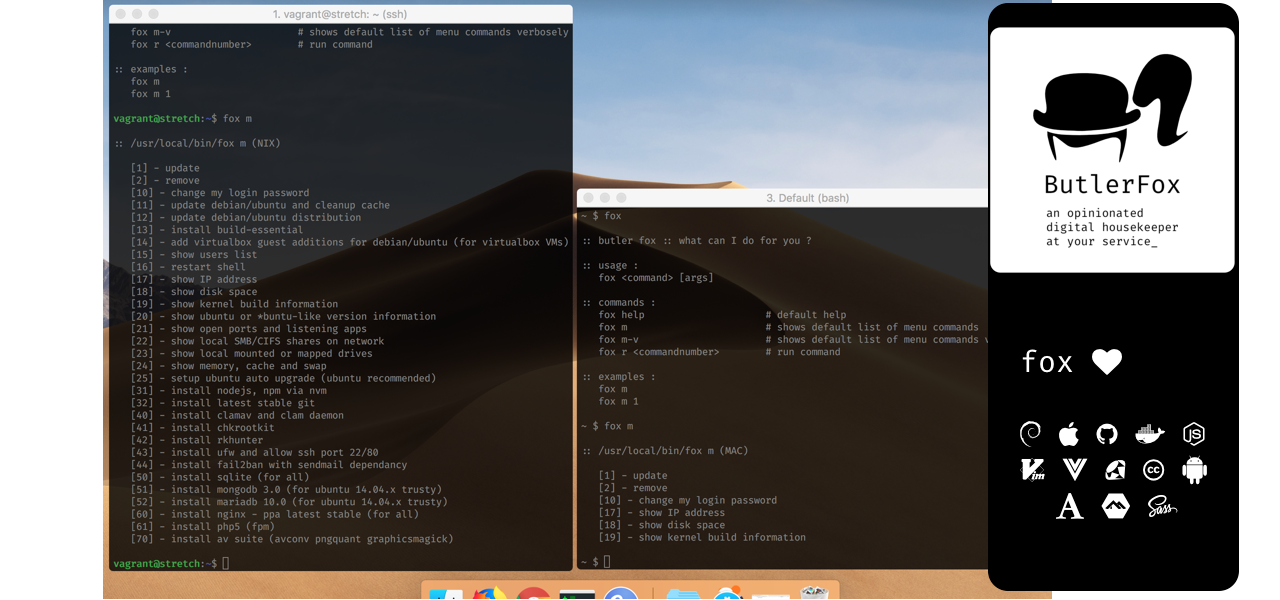 1. vagrant@stretch: ~ (ssh)
fox m-v # shows default list of menu commands verbosely
fox r <commandnumber> # run command
:: examples :
fox m
fox m 1
vagrant@stretch:~$ fox m
:: /usr/local/bin/fox m (NIX)
[1] - update
[2] - remove
[10] - change my login password
[11] - update debian/ubuntu and cleanup cache
[12] - update debian/ubuntu distribution
[13] - install build-essential
[14] - add virtualbox guest additions for debian/ubuntu (for virtualbox VMs)
[15] - show users list
[16] - restart shell
[17] - show IP address
[18] - show disk space
[19] - show kernel build information
[20] - show ubuntu or *buntu-like version information
[21] - show open ports and listening apps
[22] - show local SMB/CIFS shares on network
[23] - show local mounted or mapped drives
[24] - show memory, cache and swap
[25] - setup ubuntu auto upgrade (ubuntu recommended)
[31] - install nodejs, npm via nvm
[32] - install latest stable git
[40] - install clamav and clam daemon
[41] - install chkrootkit
[42] - install rkhunter
[43] - install ufw and allow ssh port 22/80
[44] - install fail2ban with sendmail dependancy
[50] - install sqlite (for all)
[51] - install mongodb 3.0 (for ubuntu 14.04.x trusty)
[52] - install mariadb 10.0 (for ubuntu 14.04.x trusty)
[60] - install nginx - ppa latest stable (for all)
[61] - install php5 (fpm)
[70] - install av suite (avconv pngquant graphicsmagick)
vagrant@stretch:~$
3. Default (bash)
~ $ fox
:: butler fox :: what can I do for you ?
:: usage :
fox <command> [args]
:: commands :
fox help # default help
fox m # shows default list of menu commands
fox m-v # shows default list of menu commands v
fox r <commandnumber> # run command
:: examples :
fox m
fox m 1
~ $ fox m
:: /usr/local/bin/fox m (MAC)
[1] - update
[2] - remove
[10] - change my login password
[17] - show IP address
[18] - show disk space
[19] - show kernel build information
~ $
ButlerFox
an opinionated
digital housekeeper
at your service_
fox
JS
Vim
cc
A
Sass